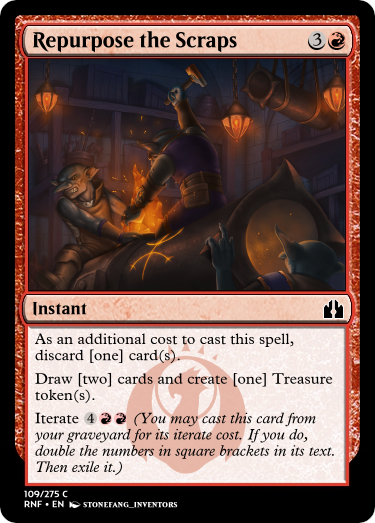 Repurpose the Scraps 3
Instant
As an additional cost to cast this spell,
discard [one] card(s).
Draw [two] cards and create [one] Treasure
token(s).
Iterate 4 (You may cast this card from
your graveyard for its iterate cost. If you do,
double the numbers in square brackets in its text.
Then exile it.)
109/275 C
RNF • EN STONEFANG_INVENTORS